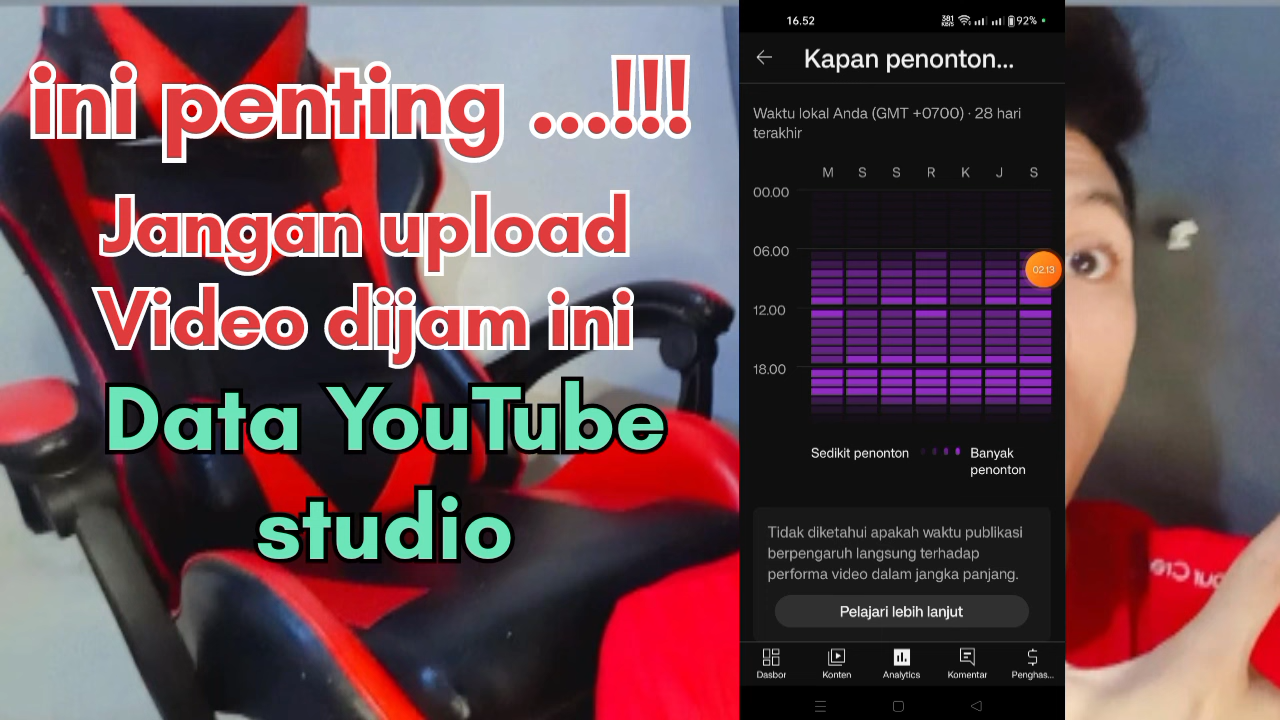 ini penting ...!!!
Jangan upload
Video dijam ini
Data YouTube
studio
16.52
381
KB/S
92%
Kapan penonton...
Waktu lokal Anda (GMT +0700) · 28 hari
terakhir
M S S R K J S
00.00
06.00
02.13
12.00
18.00
Sedikit penonton
Banyak
penonton
Tidak diketahui apakah waktu publikasi
berpengaruh langsung terhadap
performa video dalam jangka panjang.
Pelajari lebih lanjut
Dasbor Konten Analytics Komentar Penghas...